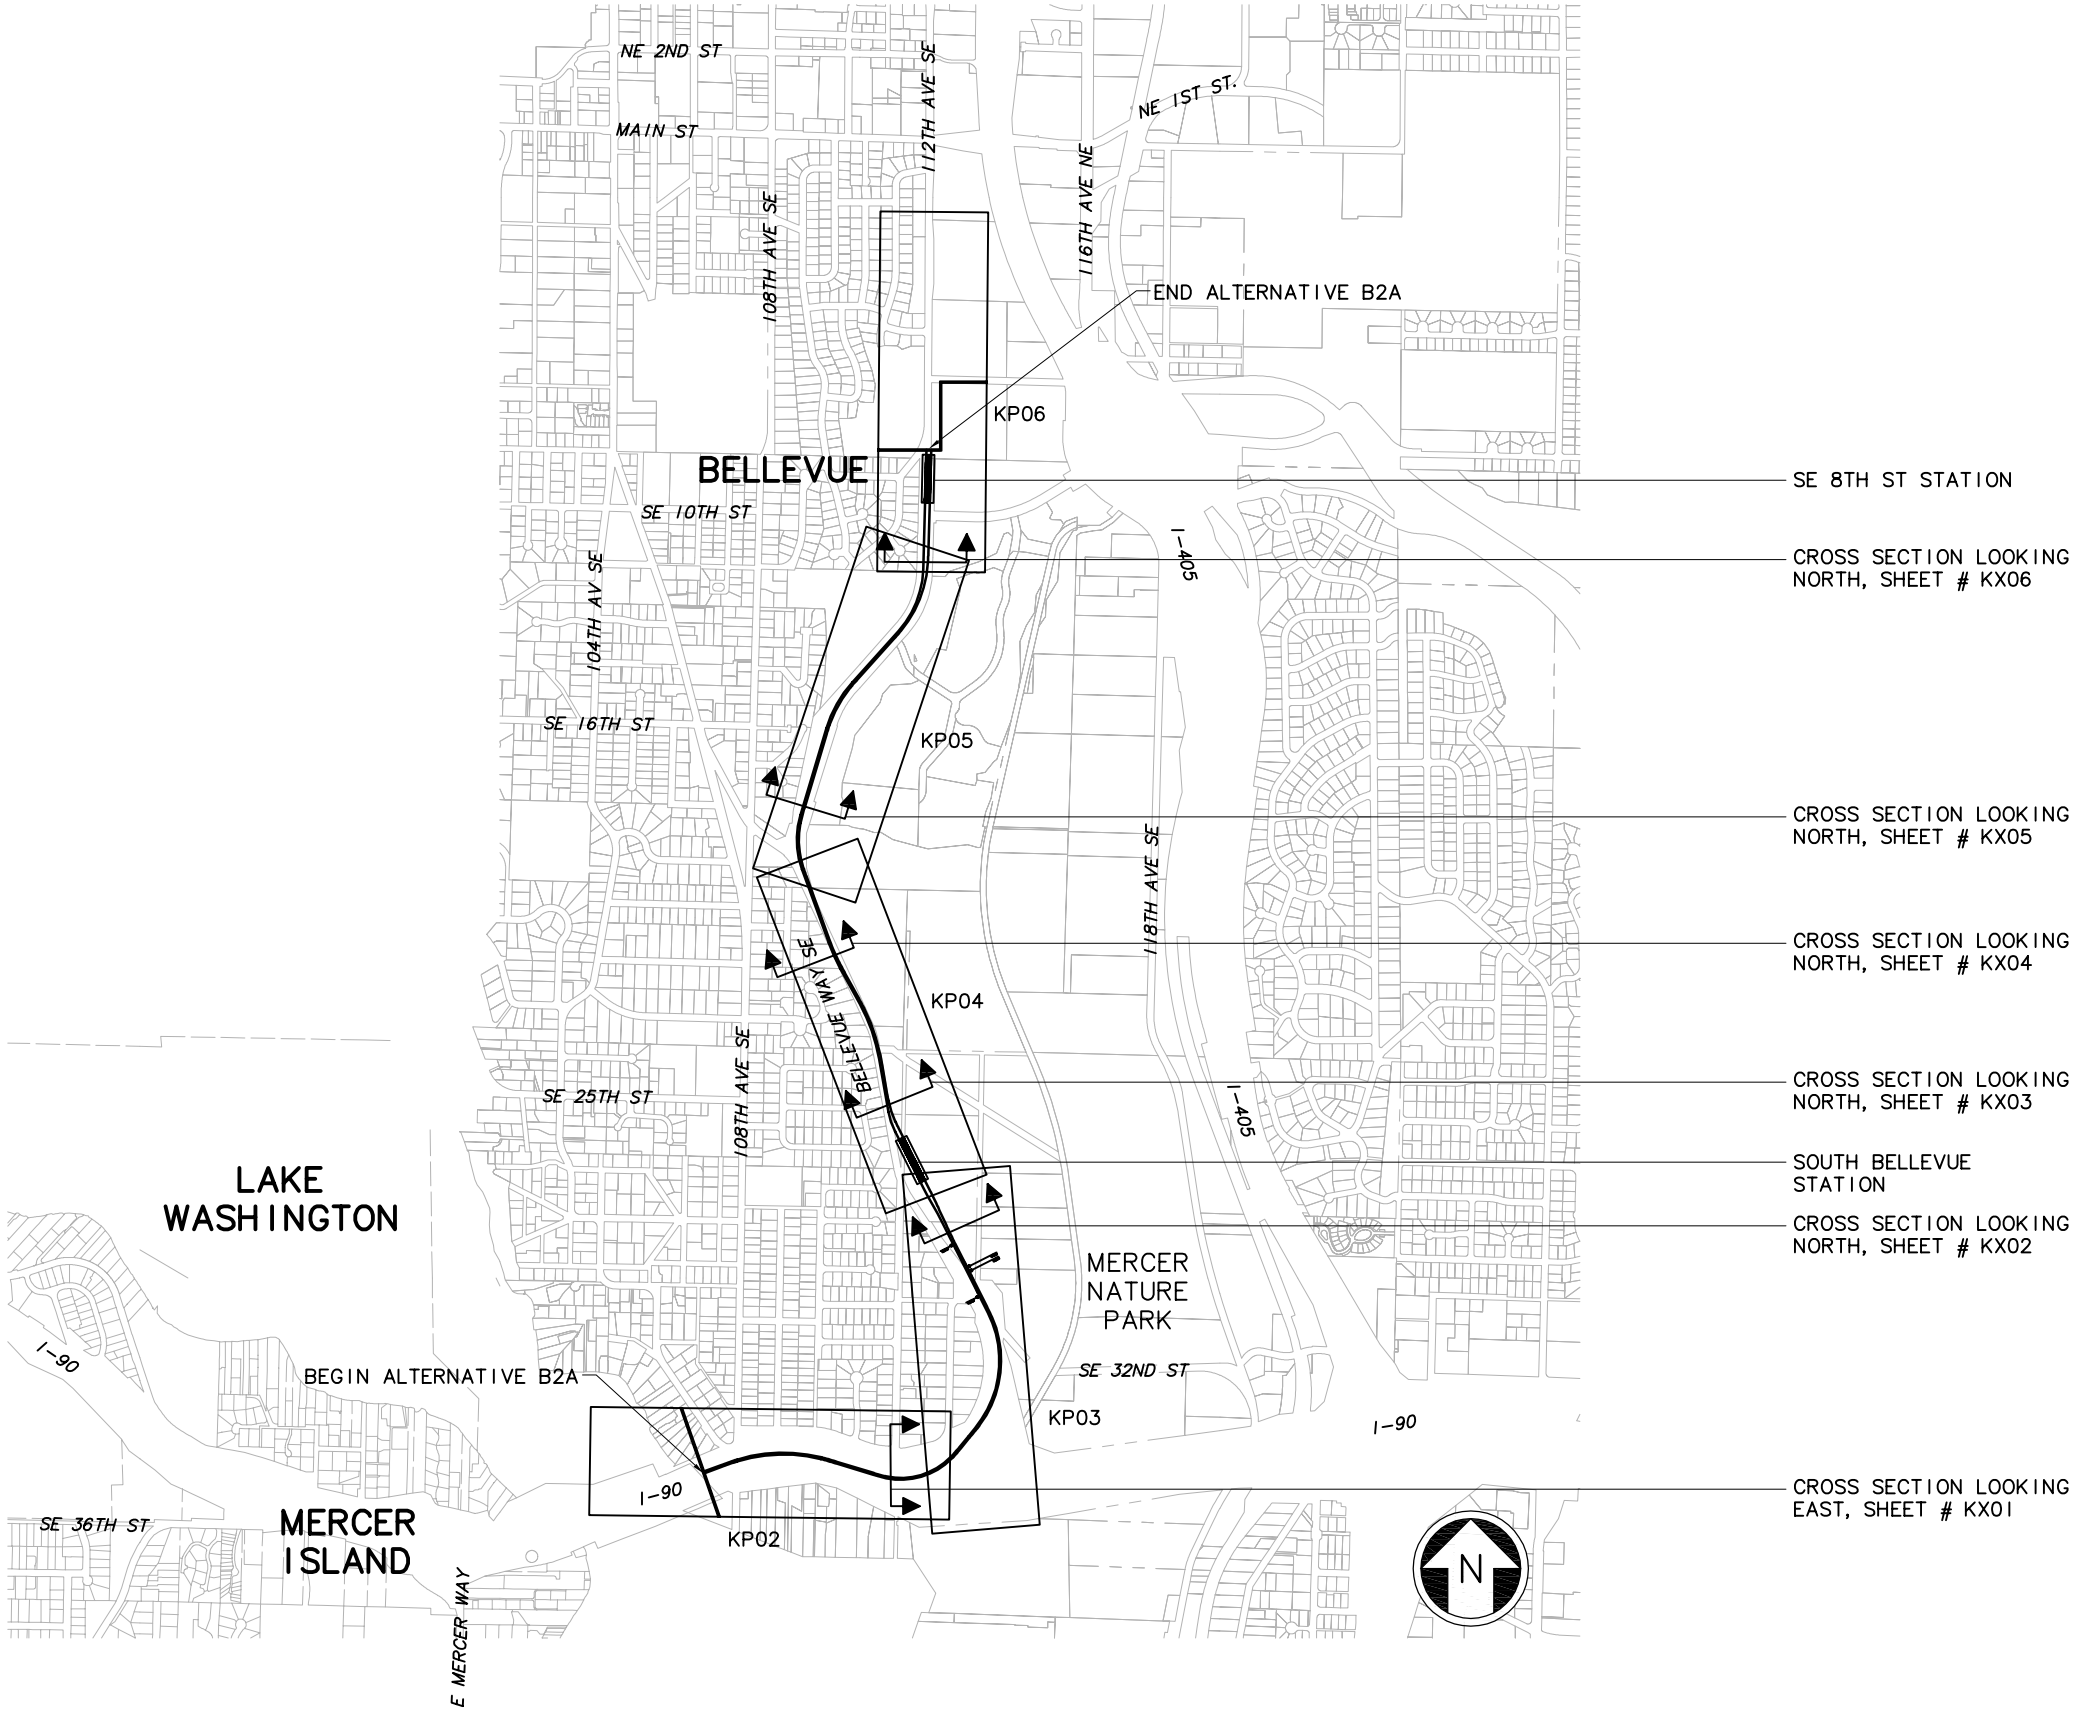 NE 2ND ST
112TH AVE SE
NE 1ST ST.
MAIN ST
116TH AVE NE
108TH AVE SE
END ALTERNATIVE B2A
KP06
BELLEVUE
SE 8TH ST STATION
SE 10TH ST
I-405
CROSS SECTION LOOKING
NORTH, SHEET # KX06
104TH AV SE
SE 16TH ST
KP05
CROSS SECTION LOOKING
NORTH, SHEET # KX05
118TH AVE SE
CROSS SECTION LOOKING
NORTH, SHEET # KX04
BELLEVUE WAY SE
KP04
108TH AVE SE
SE 25TH ST
CROSS SECTION LOOKING
NORTH, SHEET # KX03
I-405
LAKE
WASHINGTON
SOUTH BELLEVUE
STATION
CROSS SECTION LOOKING
NORTH, SHEET # KX02
MERCER
NATURE
PARK
I-90
BEGIN ALTERNATIVE B2A
SE 32ND ST
KP03
I-90
I-90
CROSS SECTION LOOKING
EAST, SHEET # KX01
SE 36TH ST
MERCER
ISLAND
KP02
N
E MERCER WAY